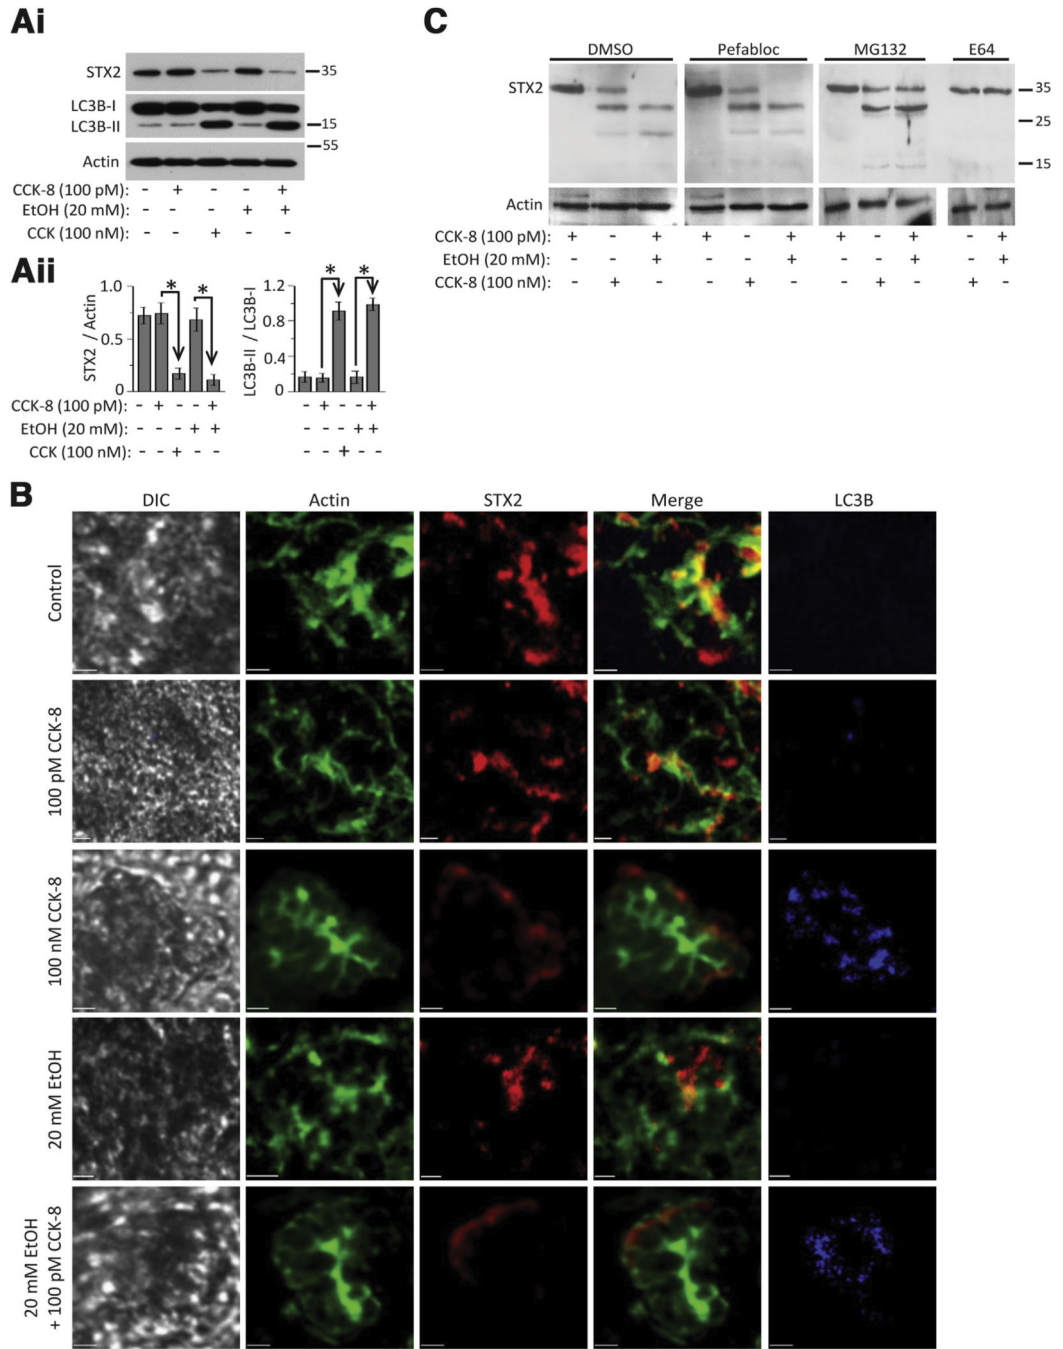 Ai
STX2
35
LC3B-I
LC3B-II
15
55
Actin
CCK-8 (100 pM): - + - - +
EtOH (20 mM): - - - + +
CCK (100 nM): - - + - -
Aii
STX2 / Actin
1.0
0.5
0
* *
LC3B-II / LC3B-I
1.2
0.8
0.4
0
* *
CCK-8 (100 pM): - + - - + - + - - +
EtOH (20 mM): - - - + + - - - + +
CCK (100 nM): - - + - - - - + - -
C
DMSO Pefabloc MG132 E64
STX2
35
25
15
Actin
CCK-8 (100 pM): + - + + - + + - + - +
EtOH (20 mM): - - + - - + - - + - +
CCK-8 (100 nM): - + - - + - - + - + -
B
DIC Actin STX2 Merge LC3B
Control
100 pM CCK-8
100 nM CCK-8
20 mM EtOH
20 mM EtOH
+ 100 pM CCK-8